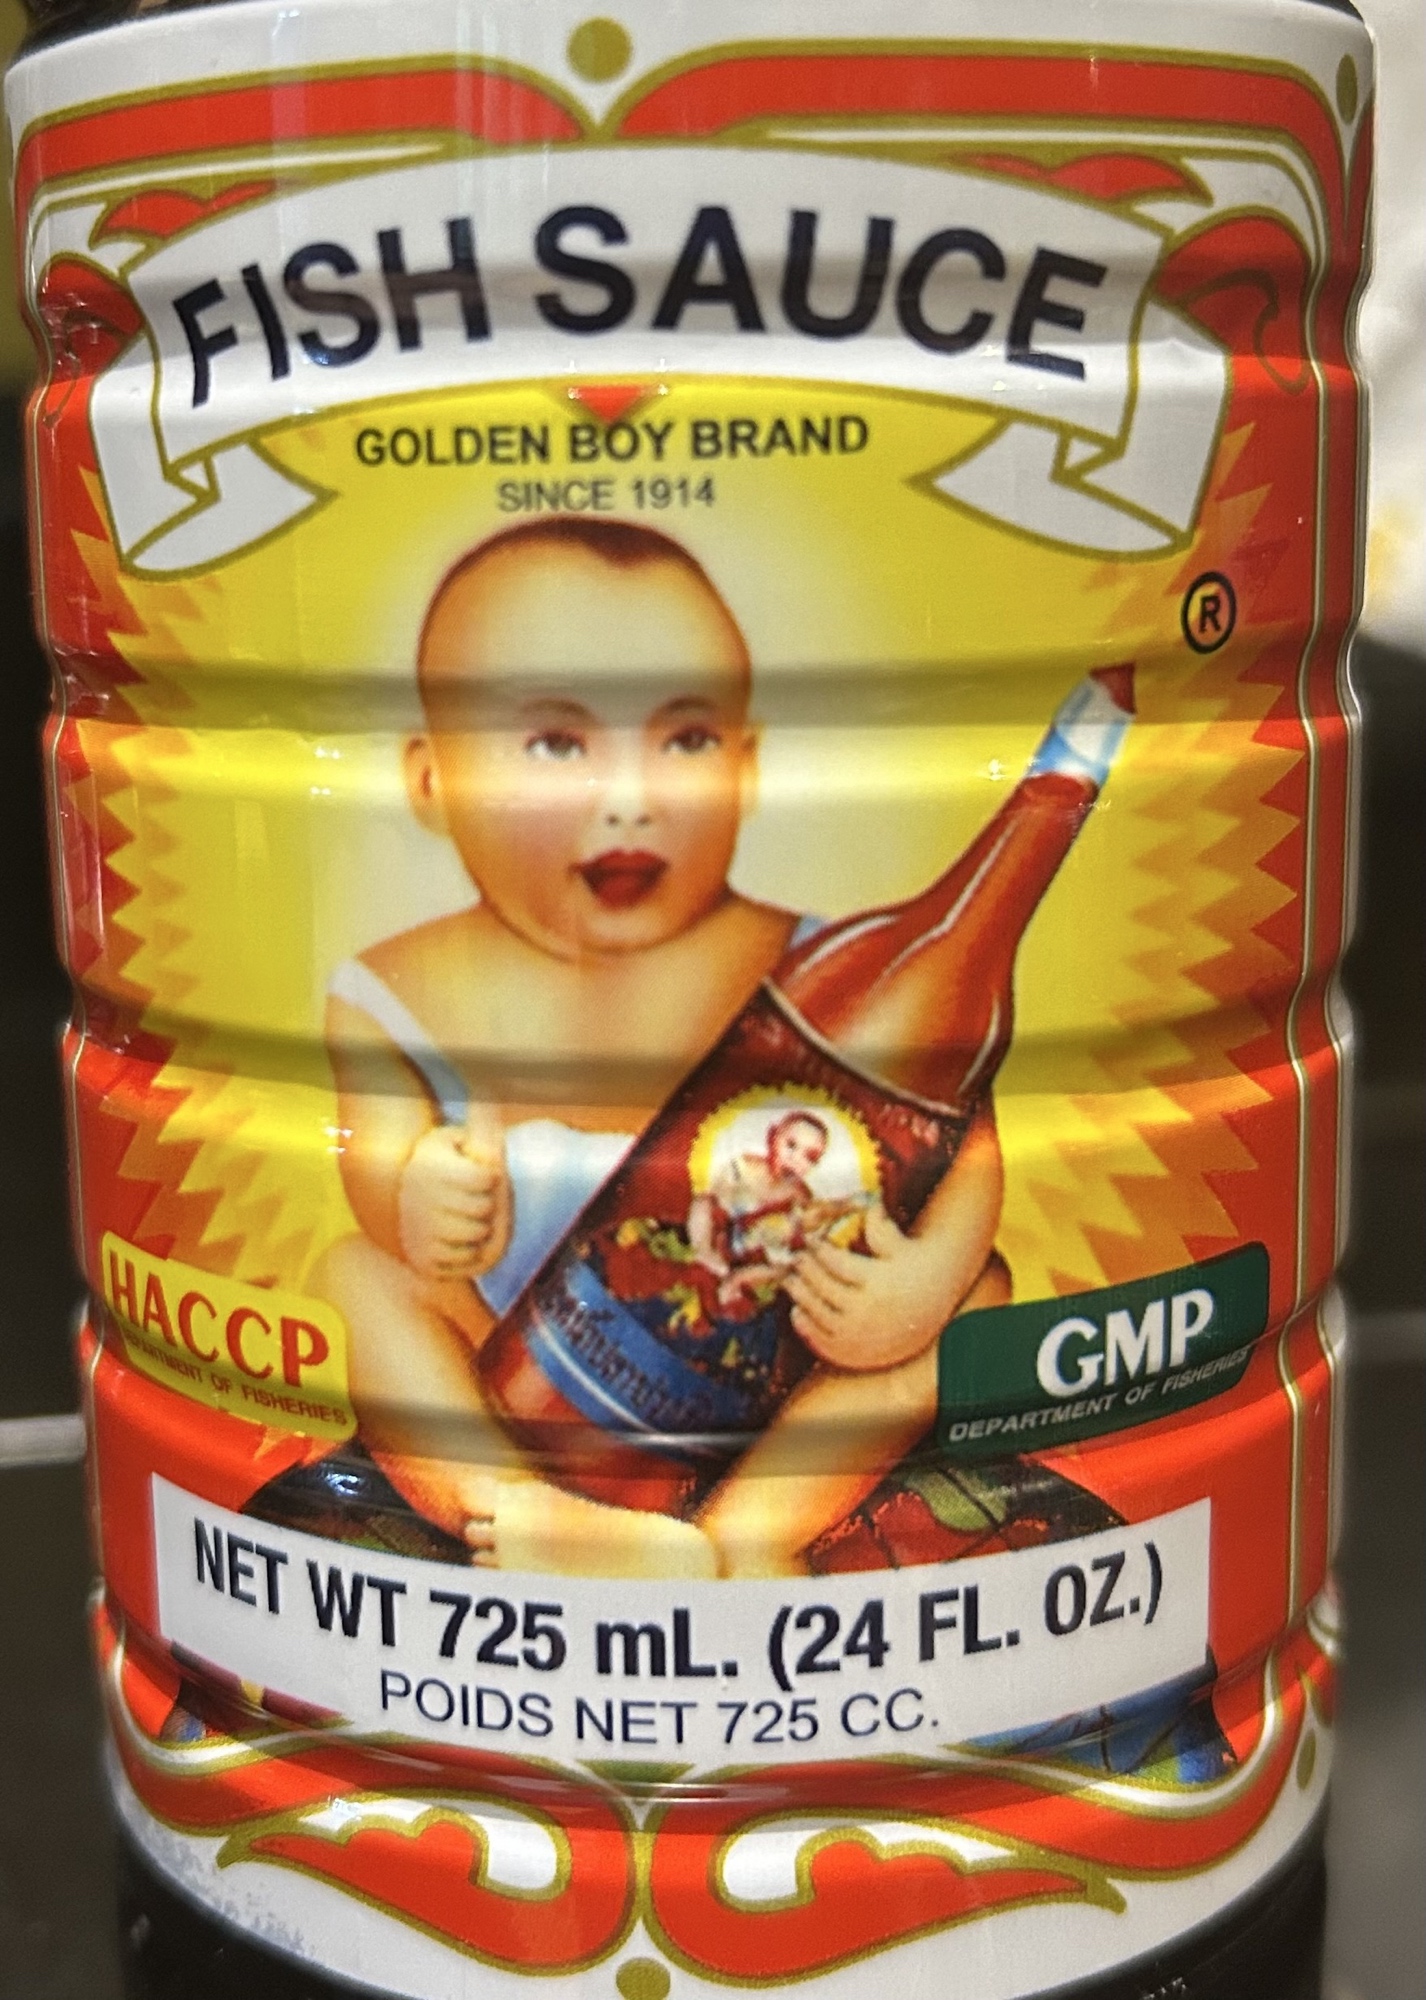 FISH SAUCE
GOLDEN BOY BRAND
SINCE 1914
®
HACCP
DEPARTMENT OF FISHERIES
GMP
DEPARTMENT OF FISHERIES
NET WT 725 mL. (24 FL. OZ.)
POIDS NET 725 CC.